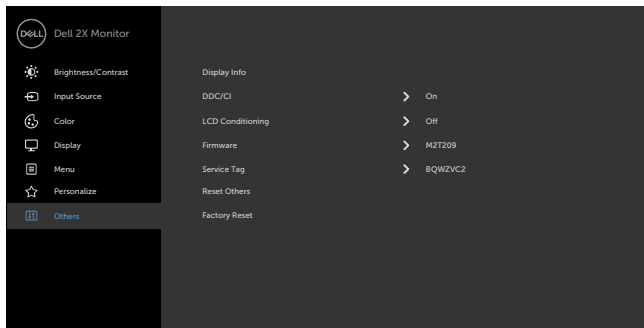 DELL
Dell 2X Monitor
Brightness/Contrast
Input Source
Color
Display
Menu
Personalize
Others
Display Info
DDC/CI On
LCD Conditioning Off
Firmware M2T209
Service Tag BQWZVC2
Reset Others
Factory Reset